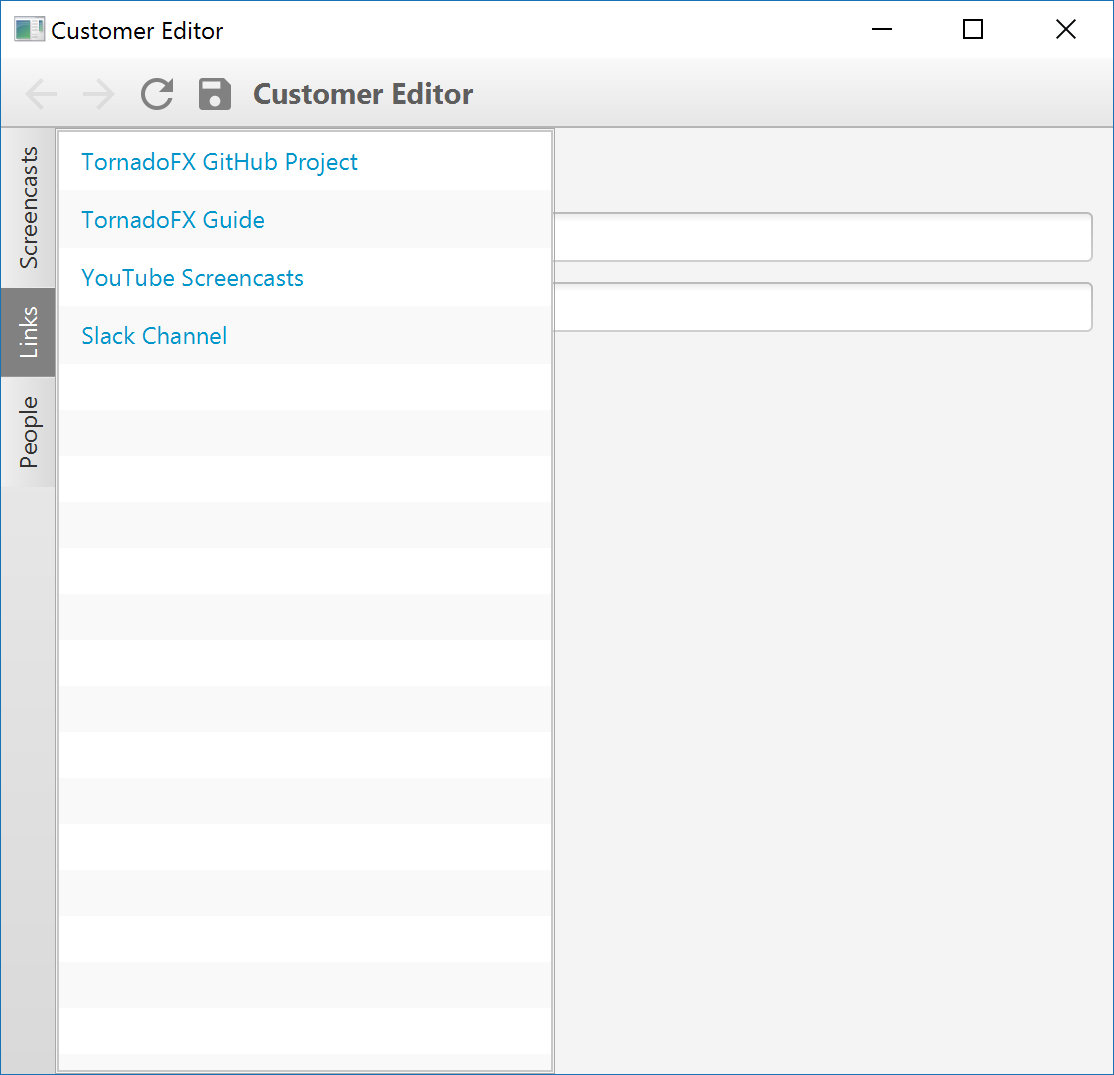 Customer Editor
Customer Editor
Screencasts
Links
People
TornadoFX GitHub Project
TornadoFX Guide
YouTube Screencasts
Slack Channel